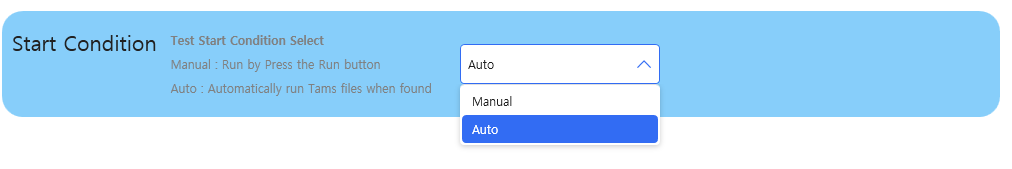 Start Condition
Test Start Condition Select
Manual : Run by Press the Run button
Auto : Automatically run Tams files when found
Auto
Manual
Auto